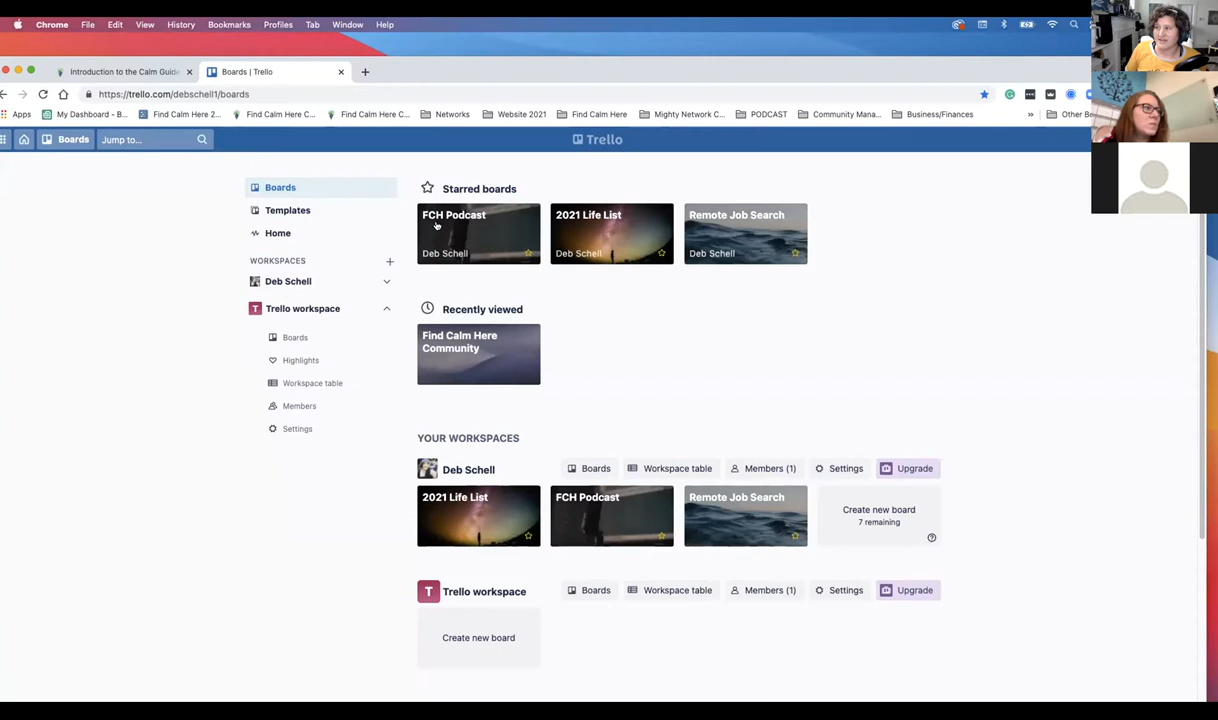 Chrome File Edit View History Bookmarks Profiles Tab Window Help
Introduction to the Calm Guide Boards | Trello
https://trello.com/debschell1/boards
Apps My Dashboard - B... Find Calm Here 2... Find Calm Here C... Find Calm Here C... Networks Website 2021 Find Calm Here Mighty Network C... PODCAST Community Mana... Business/Finances » Other Bo
Boards Jump to... Trello
Boards
Templates
Home
WORKSPACES
Deb Schell
T Trello workspace
Boards
Highlights
Workspace table
Members
Settings
Starred boards
FCH Podcast 2021 Life List Remote Job Search
Deb Schell Deb Schell Deb Schell
Recently viewed
Find Calm Here
Community
YOUR WORKSPACES
Deb Schell Boards Workspace table Members (1) Settings Upgrade
2021 Life List FCH Podcast Remote Job Search Create new board
7 remaining
T Trello workspace Boards Workspace table Members (1) Settings Upgrade
Create new board